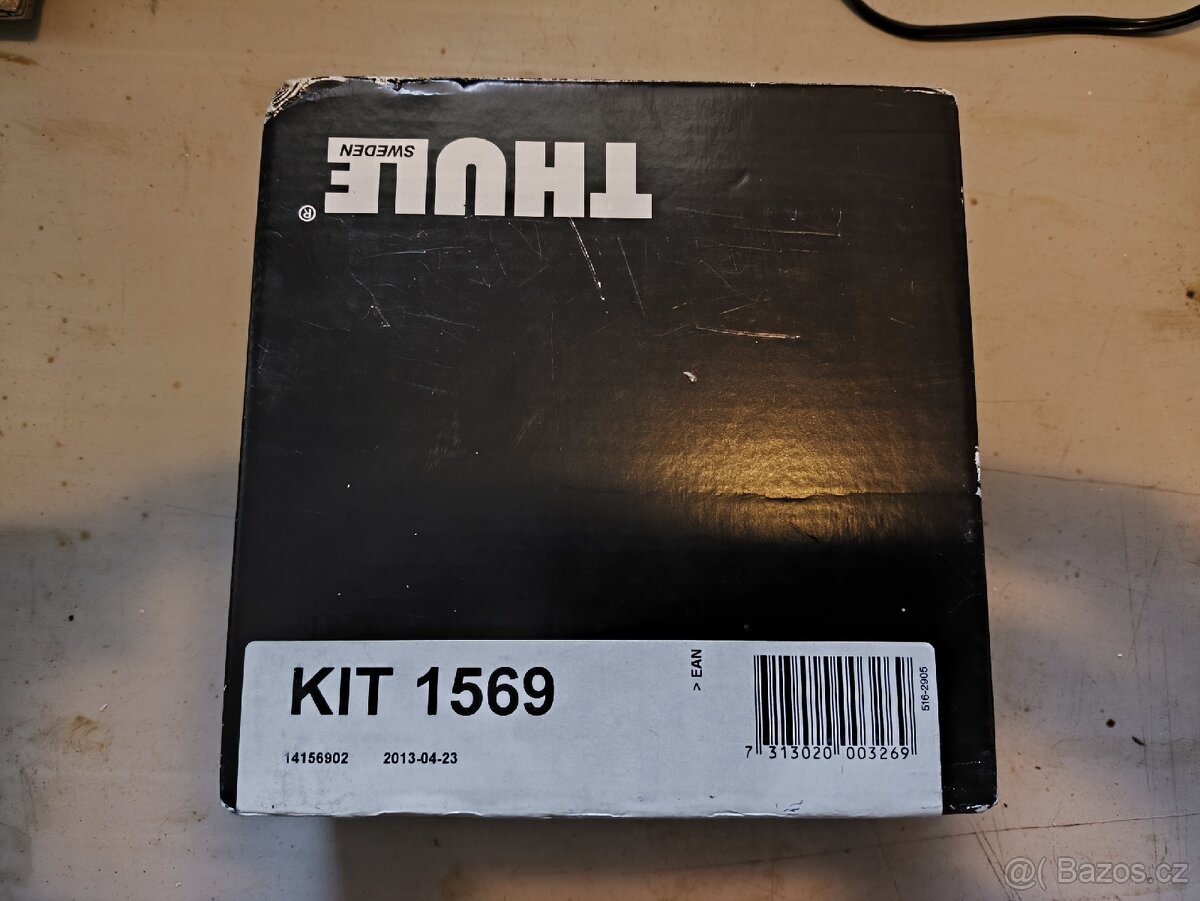 THULE
SWEDEN
®
KIT 1569
> EAN
516-2905
14156902 2013-04-23
7 313020 003269
@( Bazos.cz